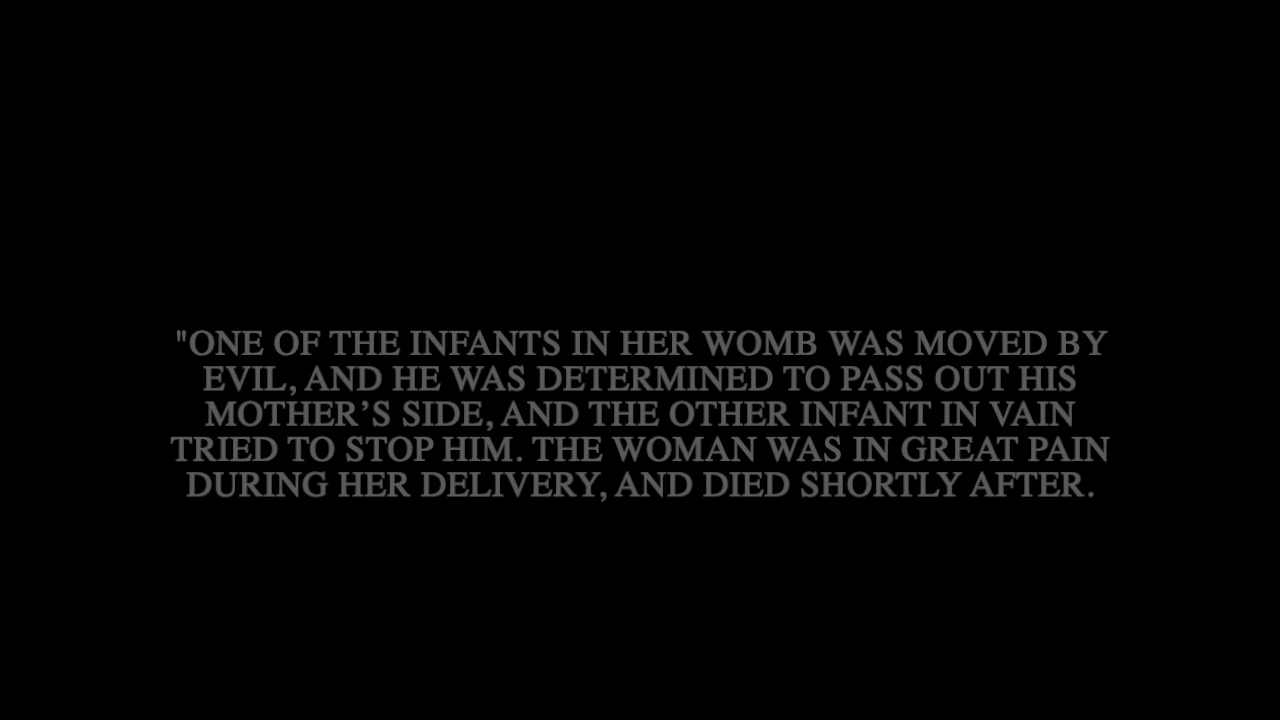 "ONE OF THE INFANTS IN HER WOMB WAS MOVED BY
EVIL, AND HE WAS DETERMINED TO PASS OUT HIS
MOTHER’S SIDE, AND THE OTHER INFANT IN VAIN
TRIED TO STOP HIM. THE WOMAN WAS IN GREAT PAIN
DURING HER DELIVERY, AND DIED SHORTLY AFTER.